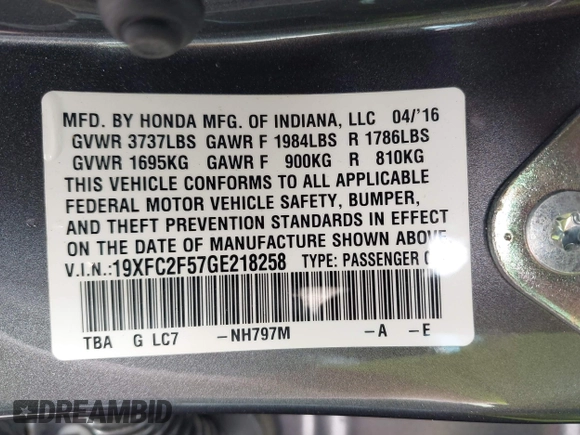 MFD. BY HONDA MFG. OF INDIANA, LLC 04/'16
GVWR 3737LBS GAWR F 1984LBS R 1786LBS
GVWR 1695KG GAWR F 900KG R 810KG
THIS VEHICLE CONFORMS TO ALL APPLICABLE
FEDERAL MOTOR VEHICLE SAFETY, BUMPER,
AND THEFT PREVENTION STANDARDS IN EFFECT
ON THE DATE OF MANUFACTURE SHOWN ABOVE.
V.I.N.:19XFC2F57GE218258 TYPE: PASSENGER
TBA G LC7 -NH797M -A -E
DREAMBID